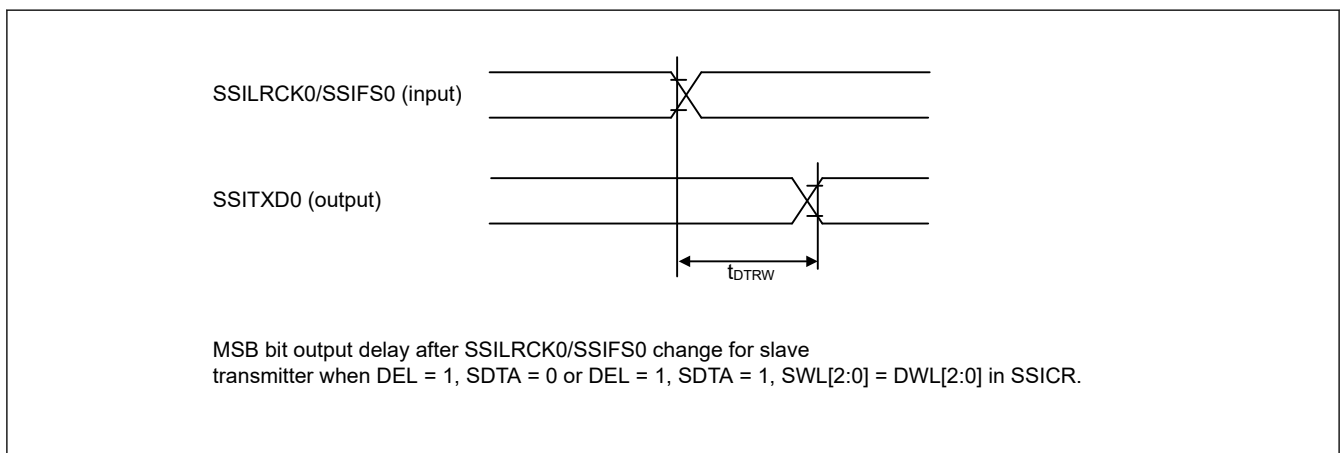 SSILRCK0/SSIFS0 (input)
SSITXD0 (output)
tDTRW
MSB bit output delay after SSILRCK0/SSIFS0 change for slave
transmitter when DEL = 1, SDTA = 0 or DEL = 1, SDTA = 1, SWL[2:0] = DWL[2:0] in SSICR.